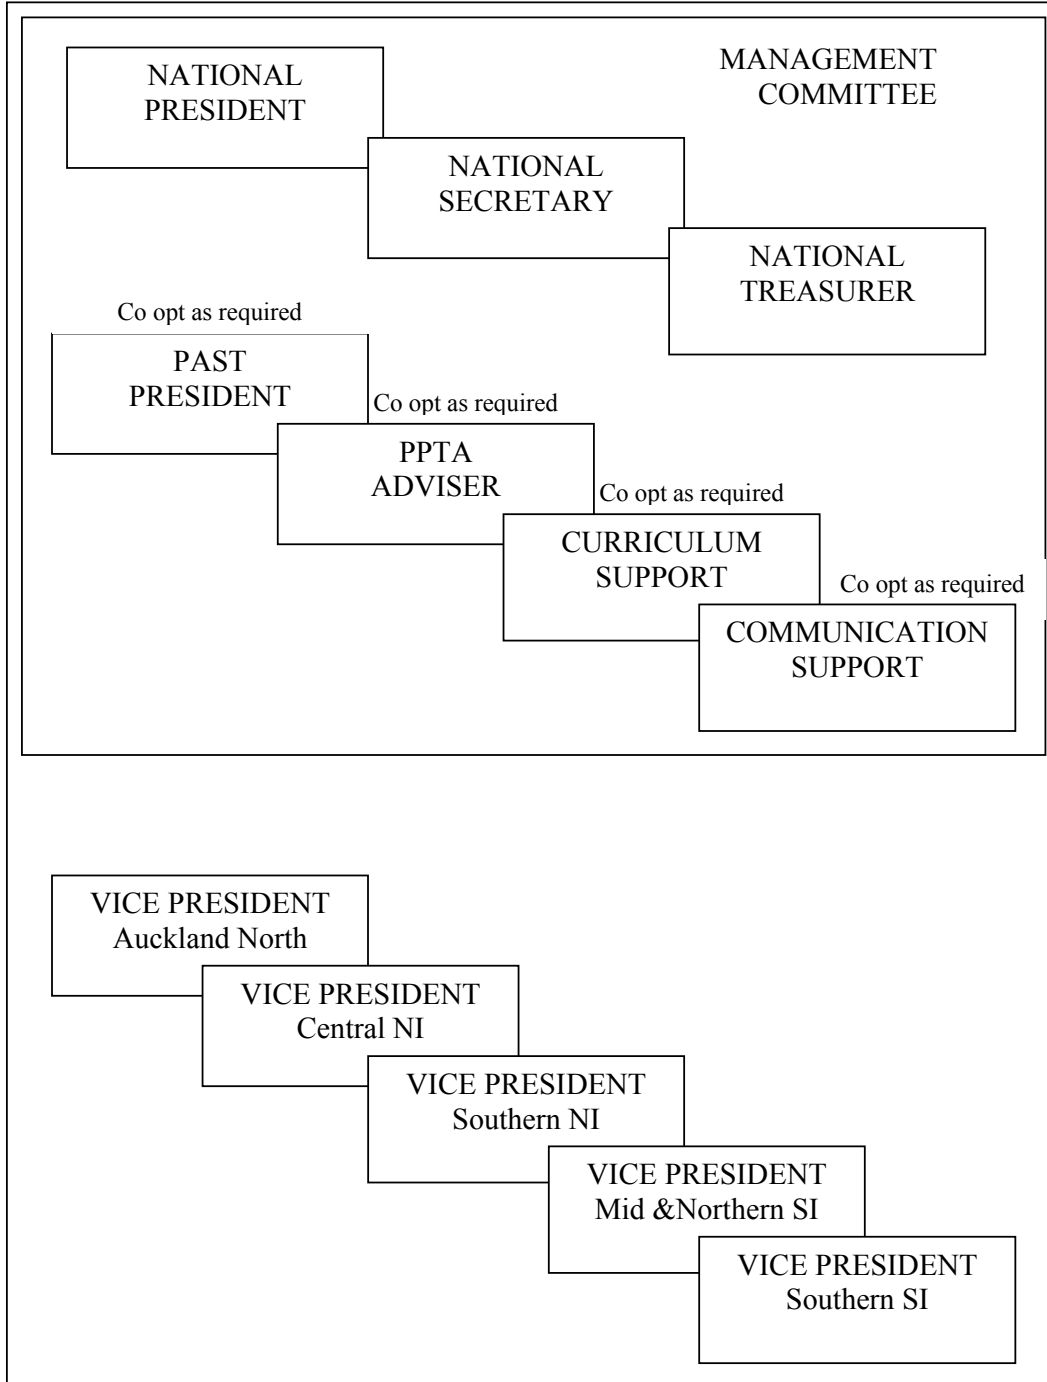 MANAGEMENT
COMMITTEE
NATIONAL
PRESIDENT
NATIONAL
SECRETARY
NATIONAL
TREASURER
Co opt as required
PAST
PRESIDENT
Co opt as required
PPTA
ADVISER
Co opt as required
CURRICULUM
SUPPORT
Co opt as required
COMMUNICATION
SUPPORT
VICE PRESIDENT
Auckland North
VICE PRESIDENT
Central NI
VICE PRESIDENT
Southern NI
VICE PRESIDENT
Mid &Northern SI
VICE PRESIDENT
Southern SI